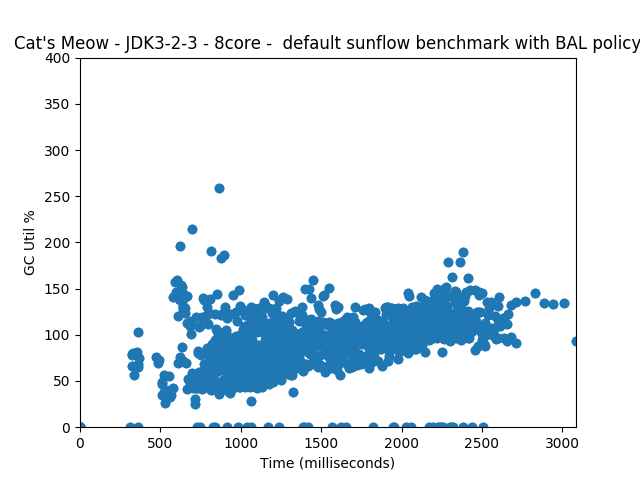 Cat's Meow - JDK3-2-3 - 8core -  default sunflow benchmark with BAL policy
400
350
300
250
200
150
100
50
0
GC Util %
0 500 1000 1500 2000 2500 3000
Time (milliseconds)